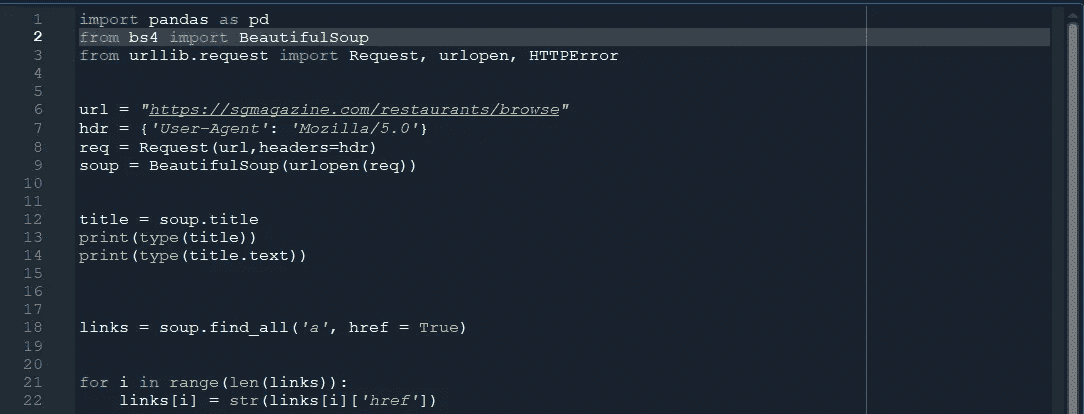 1 import pandas as pd
2 from bs4 import BeautifulSoup
3 from urllib.request import Request, urlopen, HTTPError
4
5
6 url = "https://sgmagazine.com/restaurants/browse"
7 hdr = {'User-Agent': 'Mozilla/5.0'}
8 req = Request(url,headers=hdr)
9 soup = BeautifulSoup(urlopen(req))
10
11
12 title = soup.title
13 print(type(title))
14 print(type(title.text))
15
16
17
18 links = soup.find_all('a', href = True)
19
20
21 for i in range(len(links)):
22     links[i] = str(links[i]['href'])